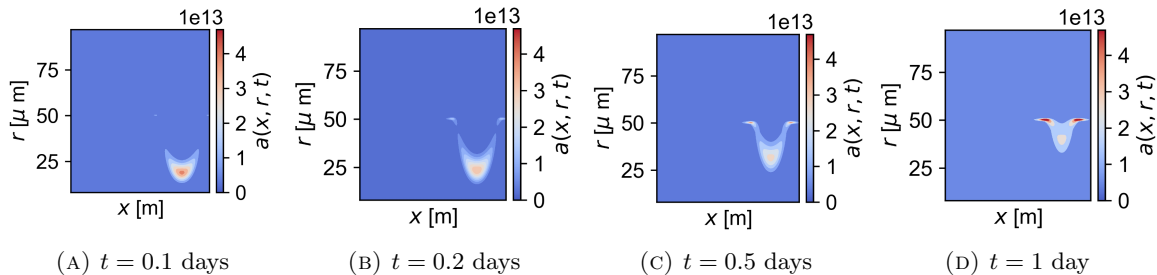 1e13 1e13 1e13 1e13
r [μ m] 75 50 25 4 3 2 1 0 a(x, r, t)
r [μ m] 75 50 25 4 3 2 1 0 a(x, r, t)
r [μ m] 75 50 25 4 3 2 1 0 a(x, r, t)
r [μ m] 75 50 25 4 3 2 1 0 a(x, r, t)
x [m] x [m] x [m] x [m]
(A) t = 0.1 days (B) t = 0.2 days (C) t = 0.5 days (D) t = 1 day